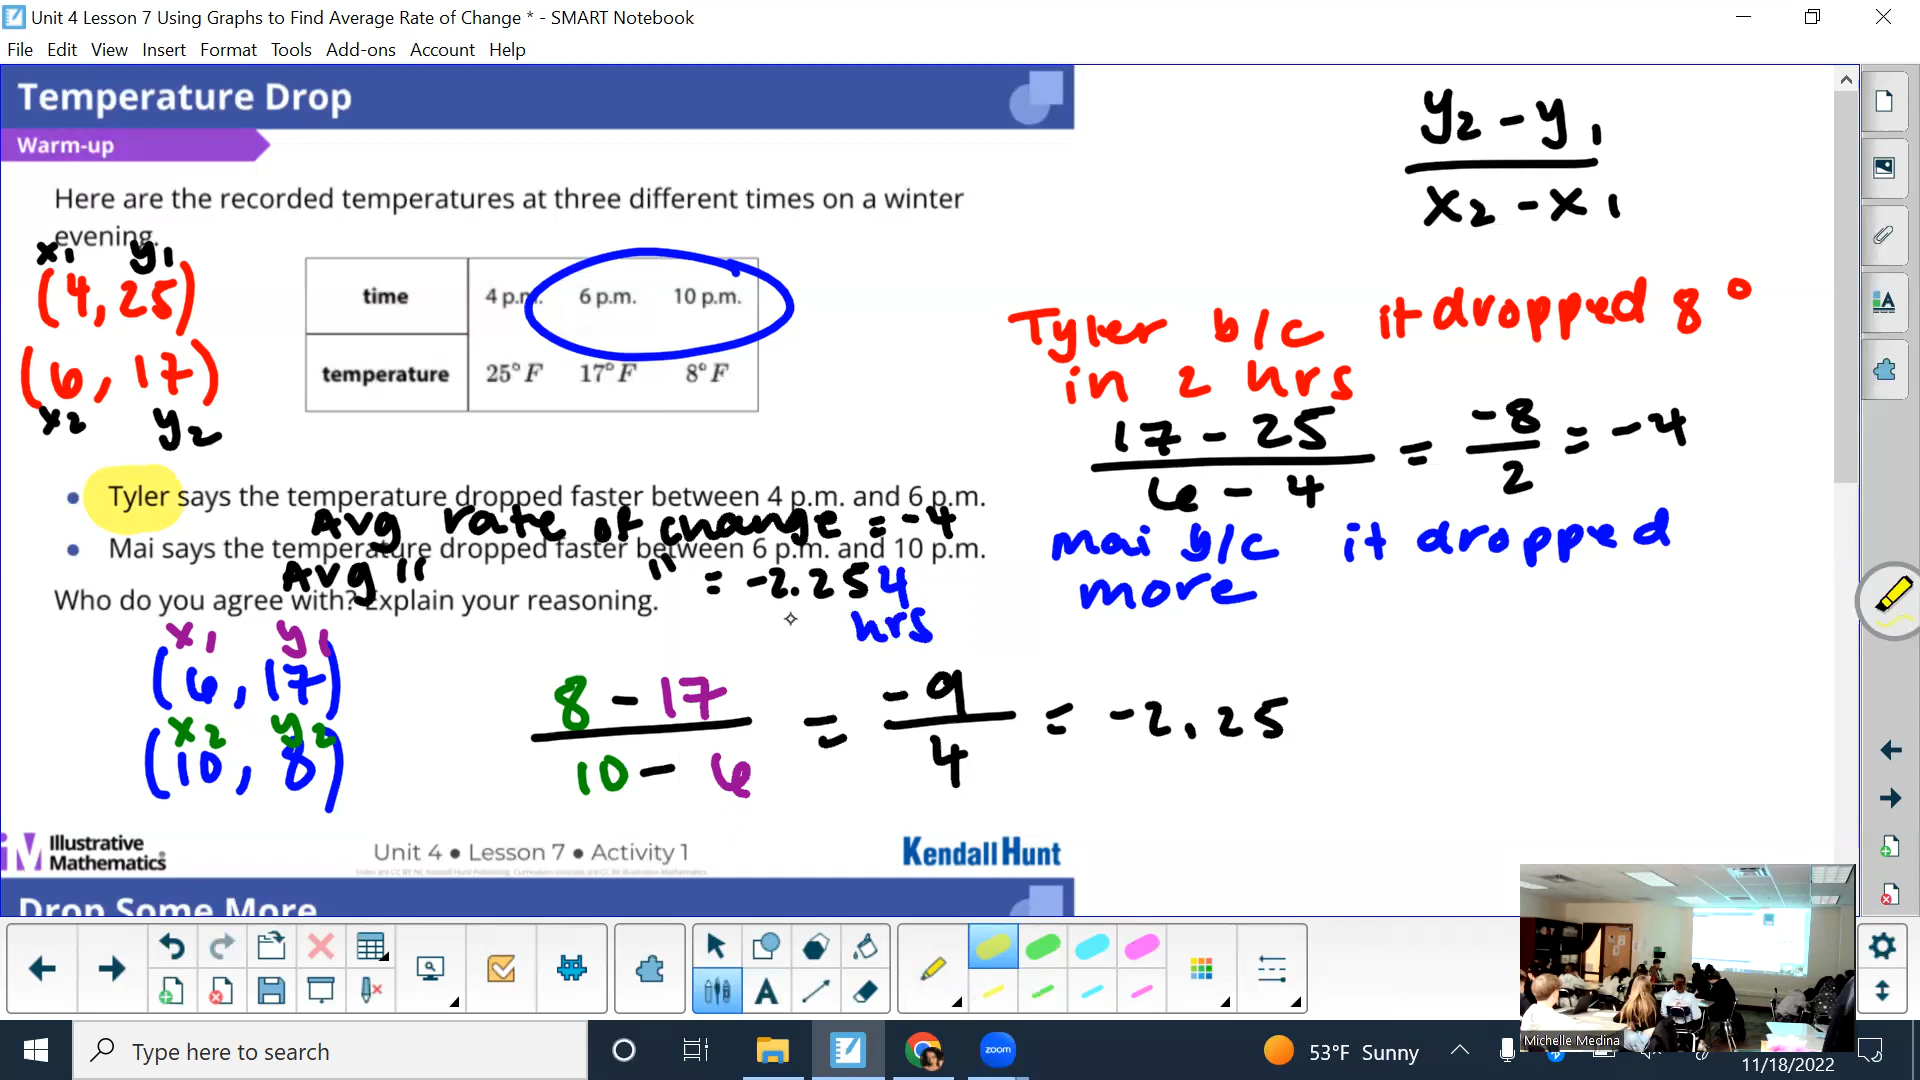 Unit 4 Lesson 7 Using Graphs to Find Average Rate of Change * - SMART Notebook
File Edit View Insert Format Tools Add-ons Account Help
Temperature Drop
Warm-up
Here are the recorded temperatures at three different times on a winter
evening.
time 4 p.m. 6 p.m. 10 p.m.
temperature 25° F 17° F 8° F
x1 y1
(4, 25)
(6, 17)
x2 y2
y2 - y1
x2 - x1
Tyler b/c it dropped 8°
in 2 hrs
17 - 25 = -8 = -4
6 - 4 2
• Tyler says the temperature dropped faster between 4 p.m. and 6 p.m.
Avg rate of change = -4
• Mai says the temperature dropped faster between 6 p.m. and 10 p.m.
Avg " " = -2.25
Who do you agree with? Explain your reasoning.
mai b/c it dropped
more
4
hrs
x1 y1
(6, 17)
x2 y2
(10, 8)
8 - 17 = -9 = -2.25
10 - 6 4
Illustrative
Mathematics
Unit 4 • Lesson 7 • Activity 1
Kendall Hunt
Drop Some More
Michelle Medina
Type here to search
zoom
53°F Sunny
11/18/2022